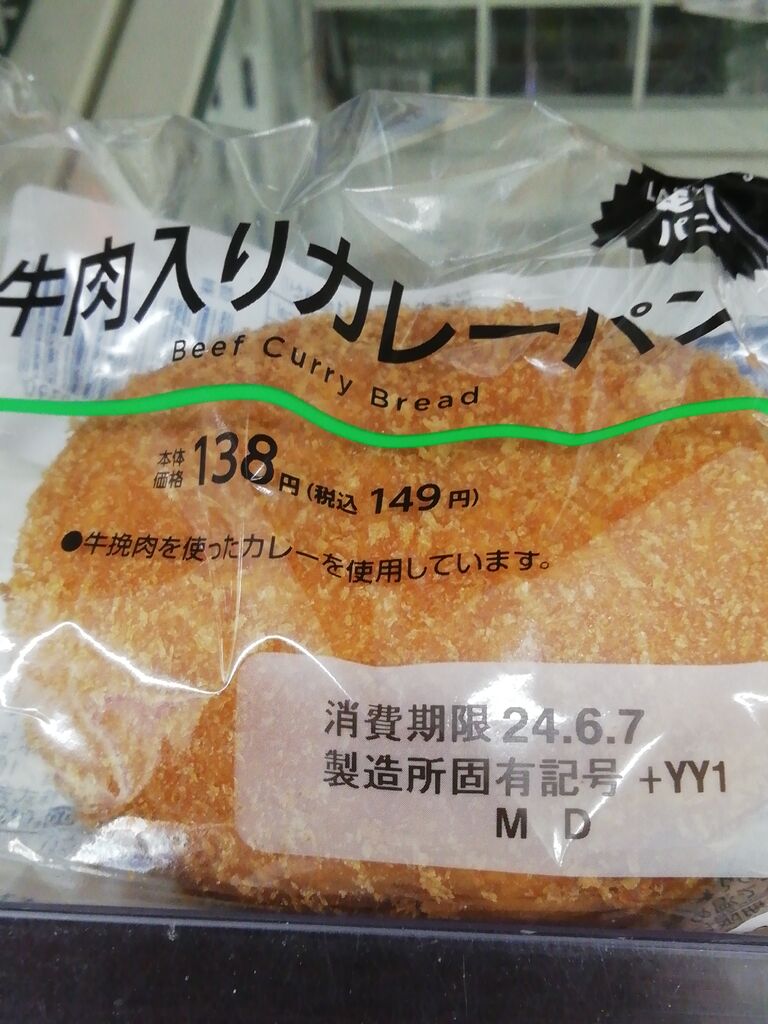 牛肉入りカレーパン
Beef Curry Bread
本体
価格 138円(税込 149円)
●牛挽肉を使ったカレーを使用しています。
消費期限 24.6.7
製造所固有記号 +YY1
M D